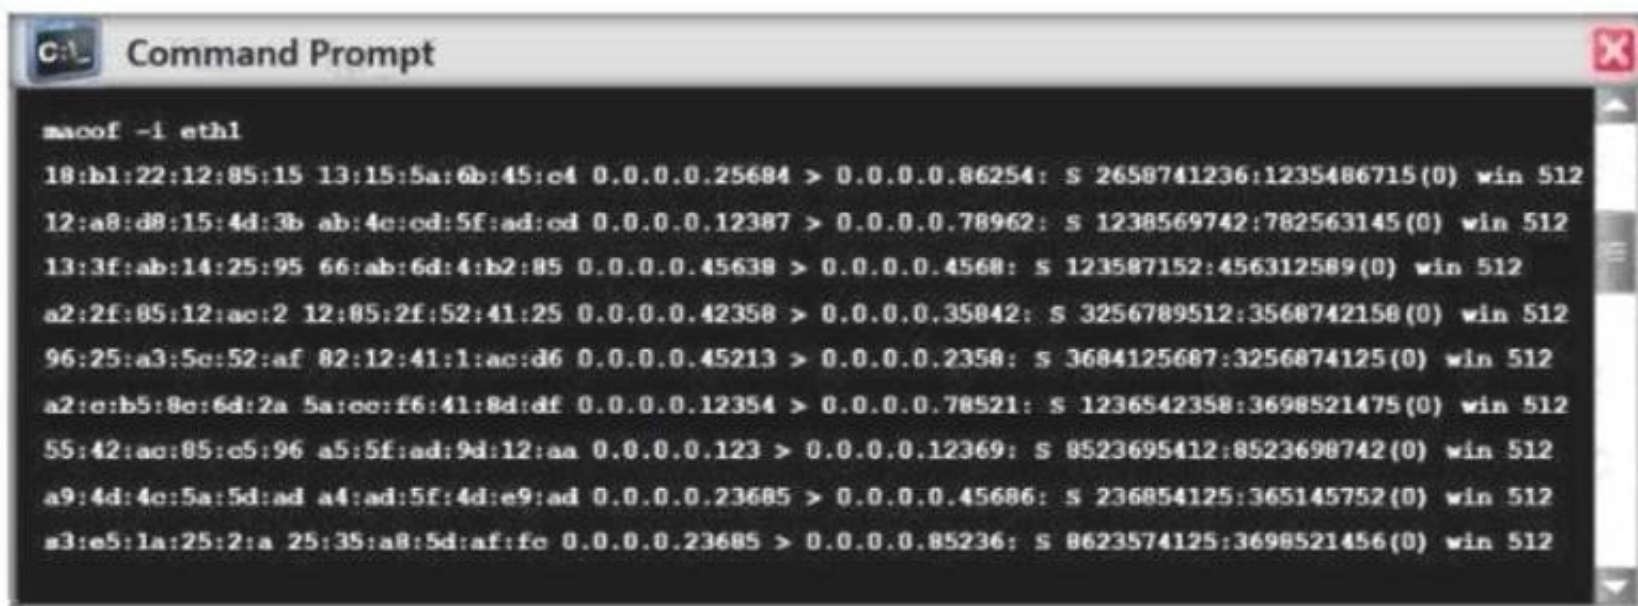 C:\_ Command Prompt
macof -i eth1
18:b1:22:12:85:15 13:15:5a:6b:45:c4 0.0.0.0.25684 > 0.0.0.0.86254: S 2658741236:1235486715(0) win 512
12:a8:d8:15:4d:3b ab:4c:cd:5f:ad:cd 0.0.0.0.12387 > 0.0.0.0.78962: S 1238569742:782563145(0) win 512
13:3f:ab:14:25:95 66:ab:6d:4:b2:85 0.0.0.0.45638 > 0.0.0.0.4568: S 123587152:456312589(0) win 512
a2:2f:85:12:ac:2 12:85:2f:52:41:25 0.0.0.0.42358 > 0.0.0.0.35842: S 3256789512:3568742158(0) win 512
96:25:a3:5c:52:af 82:12:41:1:ac:d6 0.0.0.0.45213 > 0.0.0.0.2358: S 3684125687:3256874125(0) win 512
a2:c:b5:8c:6d:2a 5a:cc:f6:41:8d:df 0.0.0.0.12354 > 0.0.0.0.78521: S 1236542358:3698521475(0) win 512
55:42:ac:85:c5:96 a5:5f:ad:9d:12:aa 0.0.0.0.123 > 0.0.0.0.12369: S 8523695412:8523698742(0) win 512
a9:4d:4c:5a:5d:ad a4:ad:5f:4d:e9:ad 0.0.0.0.23685 > 0.0.0.0.45686: S 236854125:365145752(0) win 512
s3:e5:1a:25:2:a 25:35:a8:5d:af:fc 0.0.0.0.23685 > 0.0.0.0.85236: S 8623574125:3698521456(0) win 512